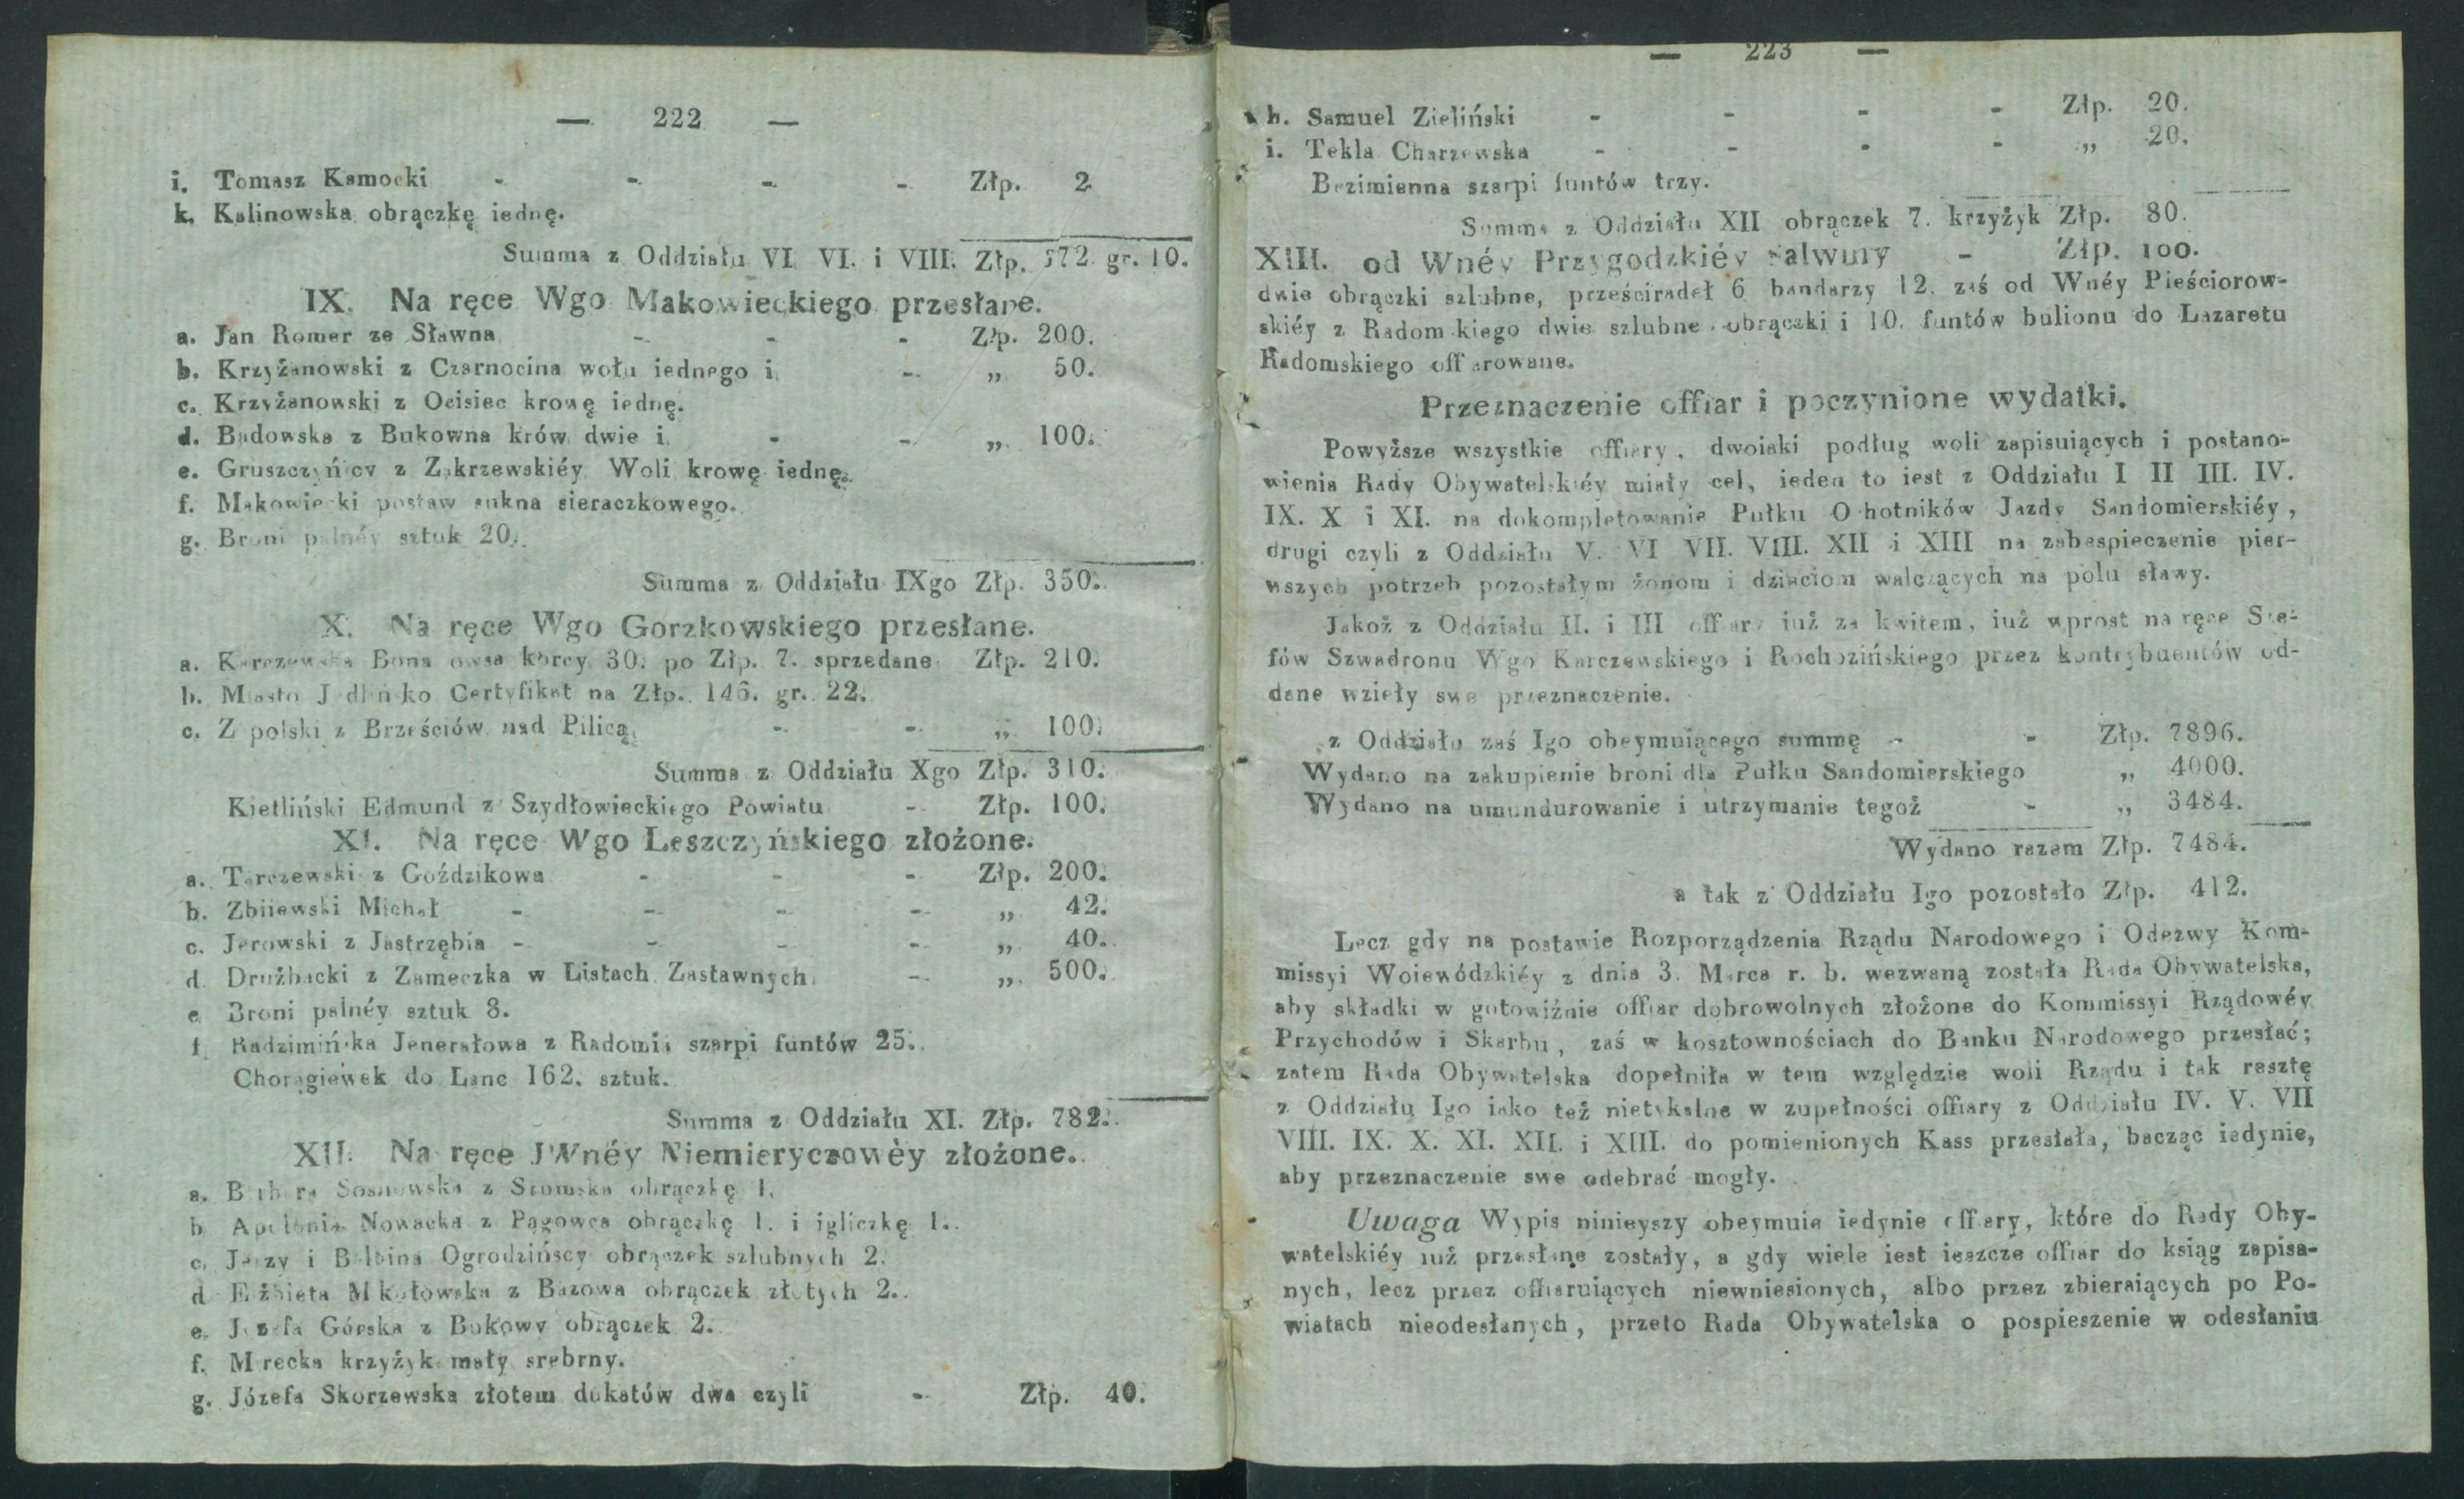 — 222 —
i. Tomasz Kamocki - - - - Złp. 2
k. Kalinowska obrączkę iednę.
Summa z Oddziału VI VI. i VIII. Złp. 572 gr. 10.
IX. Na ręce Wgo Makowieckiego przesłane.
a. Jan Romer ze Sławna - - - Złp. 200.
b. Krzyżanowski z Czarnocina wołu iednego i - „ 50.
c. Krzyżanowski z Ocisiec krowę iednę.
d. Badowska z Bukowna krów dwie i - - „ 100.
e. Gruszczyńscy z Zakrzewskiéy Woli krowę iednę.
f. Makowiecki postaw sukna sieraczkowego.
g. Broni palnéy sztuk 20.
Summa z Oddziału IXgo Złp. 350.
X. Na ręce Wgo Gorzkowskiego przesłane.
a. Karczewska Bona owsa korcy 30. po Złp. 7. sprzedane Złp. 210.
b. Miasto Jedlińsko Certyfikat na Złp. 146. gr. 22.
c. Z polski z Brześciów nad Pilicą - - „ 100.
Summa z Oddziału Xgo Złp. 310.
Kietliński Edmund z Szydłowieckiego Powiatu - Złp. 100.
XI. Na ręce Wgo Leszczyńskiego złożone.
a. Tarczewski z Goździkowa - - - Złp. 200.
b. Zbijewski Michał - - - - „ 42.
c. Jerowski z Jastrzębia - - - - „ 40.
d Drużbacki z Zameczka w Listach Zastawnych - „ 500.
e Broni palnéy sztuk 8.
f Radzimińska Jenerałowa z Radomia szarpi funtów 25.
Chorągiewek do Lanc 162. sztuk.
Summa z Oddziału XI. Złp. 782.
XII. Na ręce JWnéy Niemieryczowèy złożone.
a. Barbara Sosnowska z obrączkę 1.
b Apolonia Nowacka z Pągowca obrączkę 1. i igliczkę 1.
c. Jerzy i Balbina Ogrodzińscy obrączek szlubnych 2.
d Elżbieta Mikułowska z Bazowa obrączek złotych 2.
e. Józefa Górska z Bukowy obrączek 2.
f. Mirecka krzyżyk mały srebrny.
g. Józefa Skorzewska złotem dukatów dwa czyli - Złp. 40.
— 223 —
h. Samuel Zieliński - - - - Złp. 20.
i. Tekla Charzewska - - - - „ 20.
Bezimienna szarpi funtów trzy.
Summa z Oddziału XII obrączek 7. krzyżyk Złp. 80.
XIII. od Wnéy Przygodzkiéy Salwiny - Złp. 100.
dwie obrączki szlubne, prześcieradeł 6 bandarzy 12. zaś od Wnéy Pieściorow-
skiéy z Radomskiego dwie szlubne obrączki i 10. funtów bulionu do Lazaretu
Radomskiego offiarowane.
Przeznaczenie offiar i poczynione wydatki.
Powyższe wszystkie offiary, dwoiaki podług woli zapisuiących i postano-
wienia Rady Obywatelskiéy miały cel, ieden to iest z Oddziału I II III. IV.
IX. X i XI. na dokompletowanie Pułku Ochotników Jazdy Sandomierskiéy,
drugi czyli z Oddziału V. VI VII. VIII. XII i XIII na zabespieczenie pier-
wszych potrzeb pozostałym żonom i dzieciom walczących na polu sławy.
Jakoż z Oddziału II. i III offiary iuż za kwitem, iuż wprost na ręce Sze-
fów Szwadronu Wgo Karczewskiego i Rochozińskiego przez kontrybuentów od-
dane wzieły swe przeznaczenie.
z Oddziału zaś Igo obeymuiącego summę - - Złp. 7896.
Wydano na zakupienie broni dla Pułku Sandomierskiego „ 4000.
Wydano na umundurowanie i utrzymanie tegoż - „ 3484.
Wydano razem Złp. 7484.
a tak z Oddziału Igo pozostało Złp. 412.
Lecz gdy na postawie Rozporządzenia Rządu Narodowego i Odezwy Kom-
missyi Woiewódzkiéy z dnia 3. Marca r. b. wezwaną została Rada Obywatelska,
aby składki w gotowiźnie offiar dobrowolnych złożone do Kommissyi Rządowéy
Przychodów i Skarbu, zaś w kosztownościach do Banku Narodowego przesłać;
zatem Rada Obywatelska dopełniła w tem względzie woli Rządu i tak resztę
z Oddziału Igo iako też nietykalne w zupełności offiary z Oddziału IV. V. VII
VIII. IX. X. XI. XII. i XIII. do pomienionych Kass przesłała, bacząc iedynie,
aby przeznaczenie swe odebrać mogły.
Uwaga Wypis ninieyszy obeymuie iedynie offiary, które do Rady Oby-
watelskiéy iuż przesłane zostały, a gdy wiele iest ieszcze offiar do ksiąg zapisa-
nych, lecz przez offiaruiących niewniesionych, albo przez zbieraiących po Po-
wiatach nieodesłanych, przeto Rada Obywatelska o pospieszenie w odesłaniu